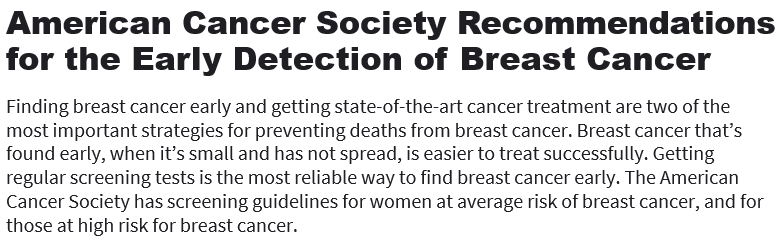 American Cancer Society Recommendations
for the Early Detection of Breast Cancer
Finding breast cancer early and getting state-of-the-art cancer treatment are two of the
most important strategies for preventing deaths from breast cancer. Breast cancer that’s
found early, when it’s small and has not spread, is easier to treat successfully. Getting
regular screening tests is the most reliable way to find breast cancer early. The American
Cancer Society has screening guidelines for women at average risk of breast cancer, and for
those at high risk for breast cancer.